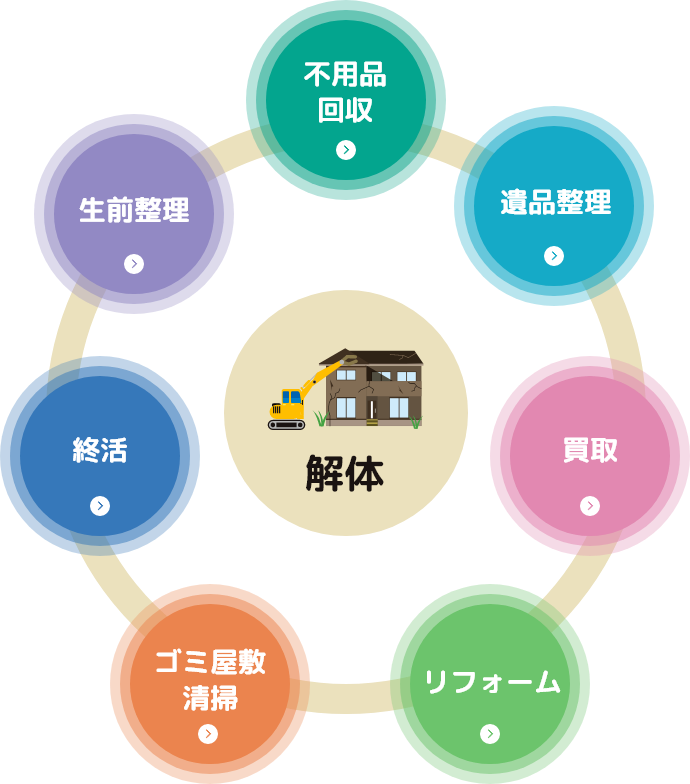 不用品
回収
遺品整理
買取
リフォーム
ゴミ屋敷
清掃
終活
生前整理
解体